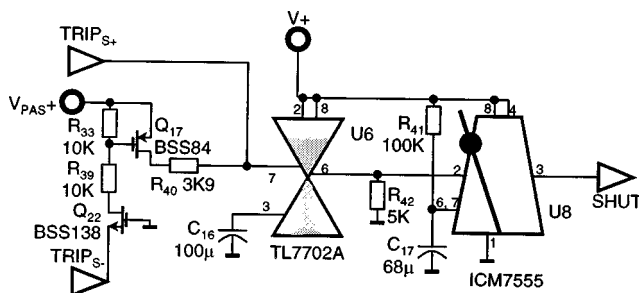 V+
TRIPS+
VPAS+
Q17
BSS84
R33
10K
R39
10K
R40 3K9
Q22
BSS138
TRIPS-
2 8
U6
7
6
3
C16
100µ
TL7702A
R41
100K
R42
5K
C17
68µ
8 4
2
6, 7
3
1
U8
SHUT
ICM7555